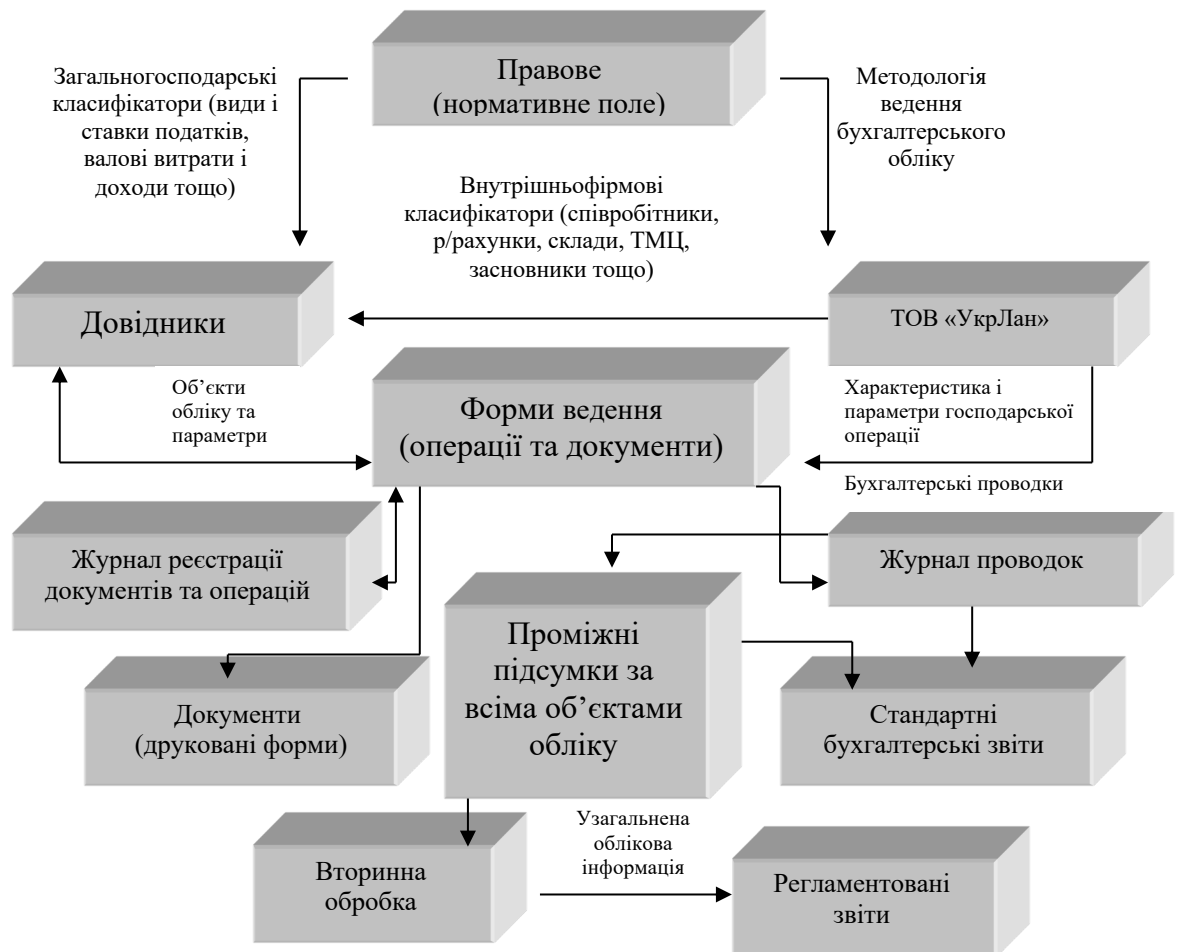 Загальногосподарські
класифікатори (види і
ставки податків,
валові витрати і
доходи тощо)
Правове
(нормативне поле)
Методологія
ведення
бухгалтерського
обліку
Внутрішньофірмові
класифікатори (співробітники,
р/рахунки, склади, ТМЦ,
засновники тощо)
Довідники
ТОВ «УкрЛан»
Об’єкти
обліку та
параметри
Форми ведення
(операції та документи)
Характеристика і
параметри господарської
операції
Бухгалтерські проводки
Журнал реєстрації
документів та операцій
Журнал проводок
Проміжні
підсумки за
всіма об’єктами
обліку
Документи
(друковані форми)
Стандартні
бухгалтерські звіти
Вторинна
обробка
Узагальнена
облікова
інформація
Регламентовані
звіти